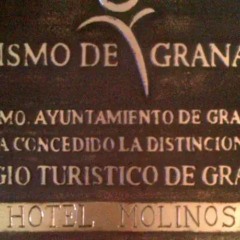 ISMO DE GRANA
MO. AYUNTAMIENTO DE GRA
A CONCEDIDO LA DISTINCION
GIO TURISTICO DE GRA
HOTEL MOLINOS